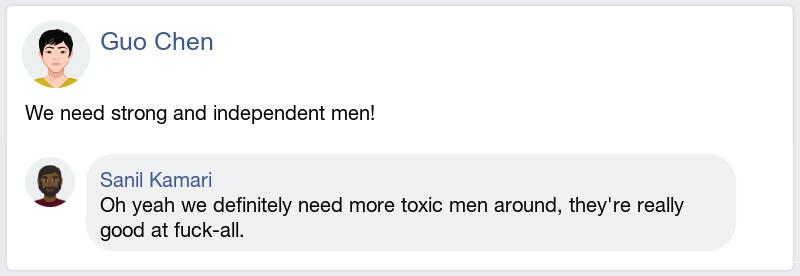 Guo Chen
We need strong and independent men!
Sanil Kamari
Oh yeah we definitely need more toxic men around, they're really
good at fuck-all.